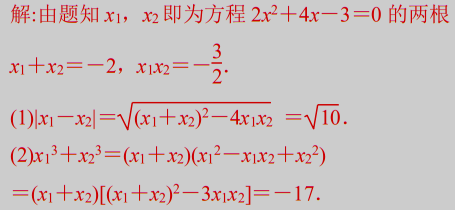 解:由题知 x₁，x₂ 即为方程 2x²＋4x－3＝0 的两根
x₁＋x₂＝－2，x₁x₂＝－3/2.
(1)|x₁－x₂|＝√((x₁＋x₂)²－4x₁x₂) ＝√10.
(2)x₁³＋x₂³＝(x₁＋x₂)(x₁²－x₁x₂＋x₂²)
＝(x₁＋x₂)[(x₁＋x₂)²－3x₁x₂]＝－17.